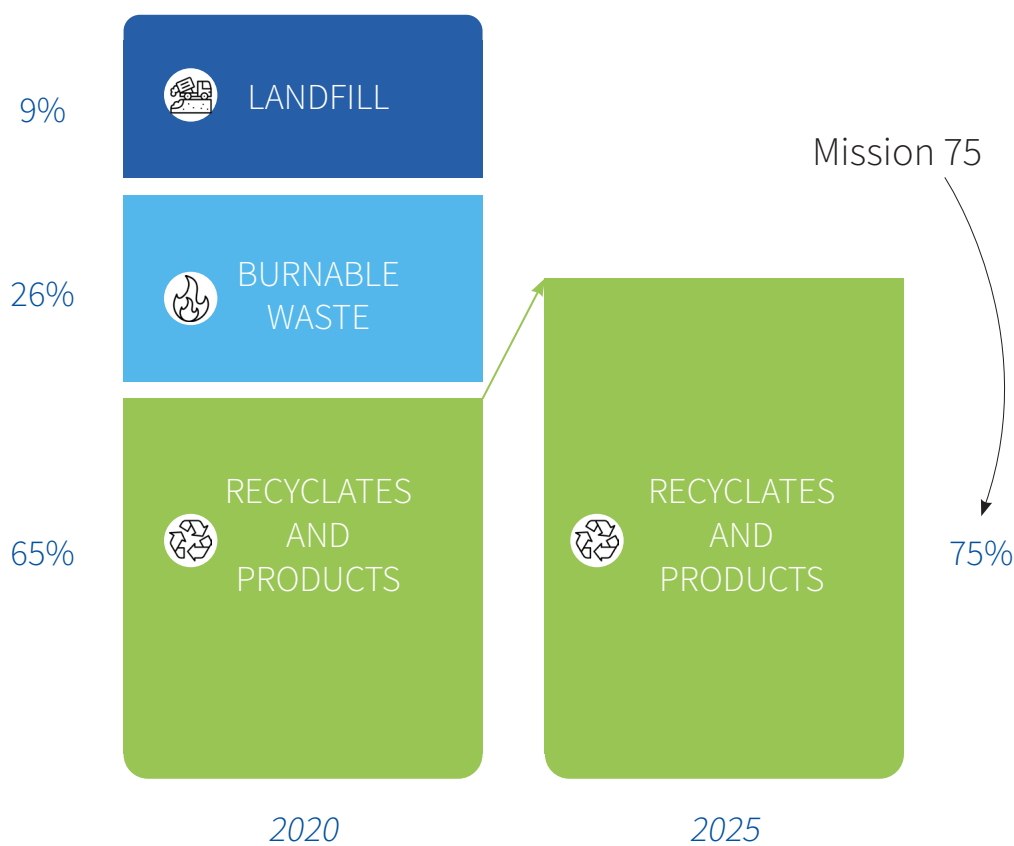 9%
LANDFILL
Mission 75
26%
BURNABLE
WASTE
65%
RECYCLATES
AND
PRODUCTS
RECYCLATES
AND
PRODUCTS
75%
2020
2025